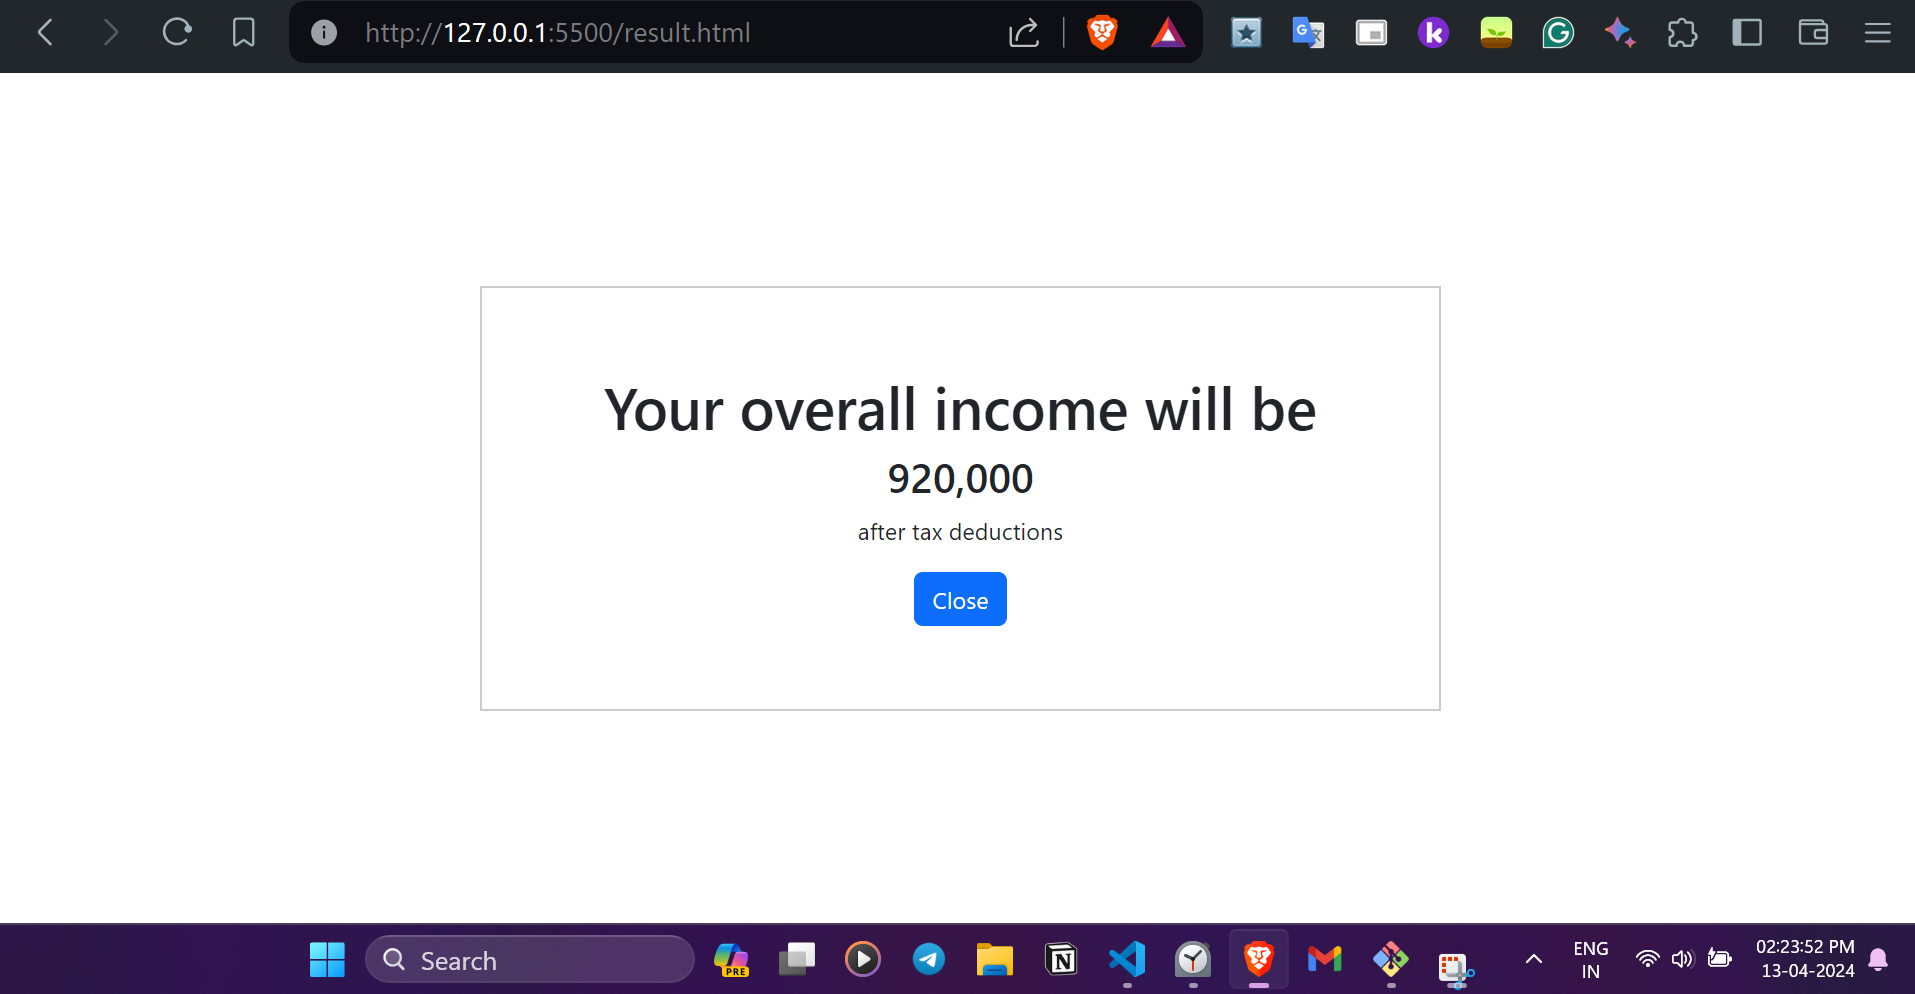 http://127.0.0.1:5500/result.html
Your overall income will be
920,000
after tax deductions
Close
Search
PRE
ENG
IN
02:23:52 PM
13-04-2024